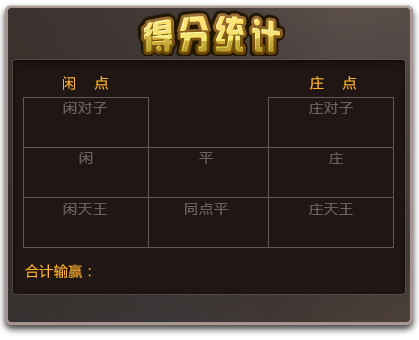 得分统计
闲 点 庄 点
闲对子 庄对子
闲 平 庄
闲天王 同点平 庄天王
合计输赢：